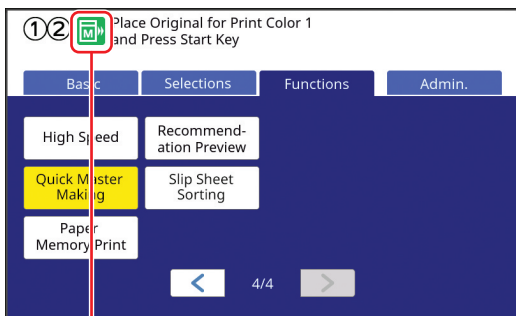 ①② M Place Original for Print Color 1
and Press Start Key
Basic Selections Functions Admin.
High Speed
Recommend-
ation Preview
Quick Master
Making
Slip Sheet
Sorting
Paper
Memory Print
< 4/4 >